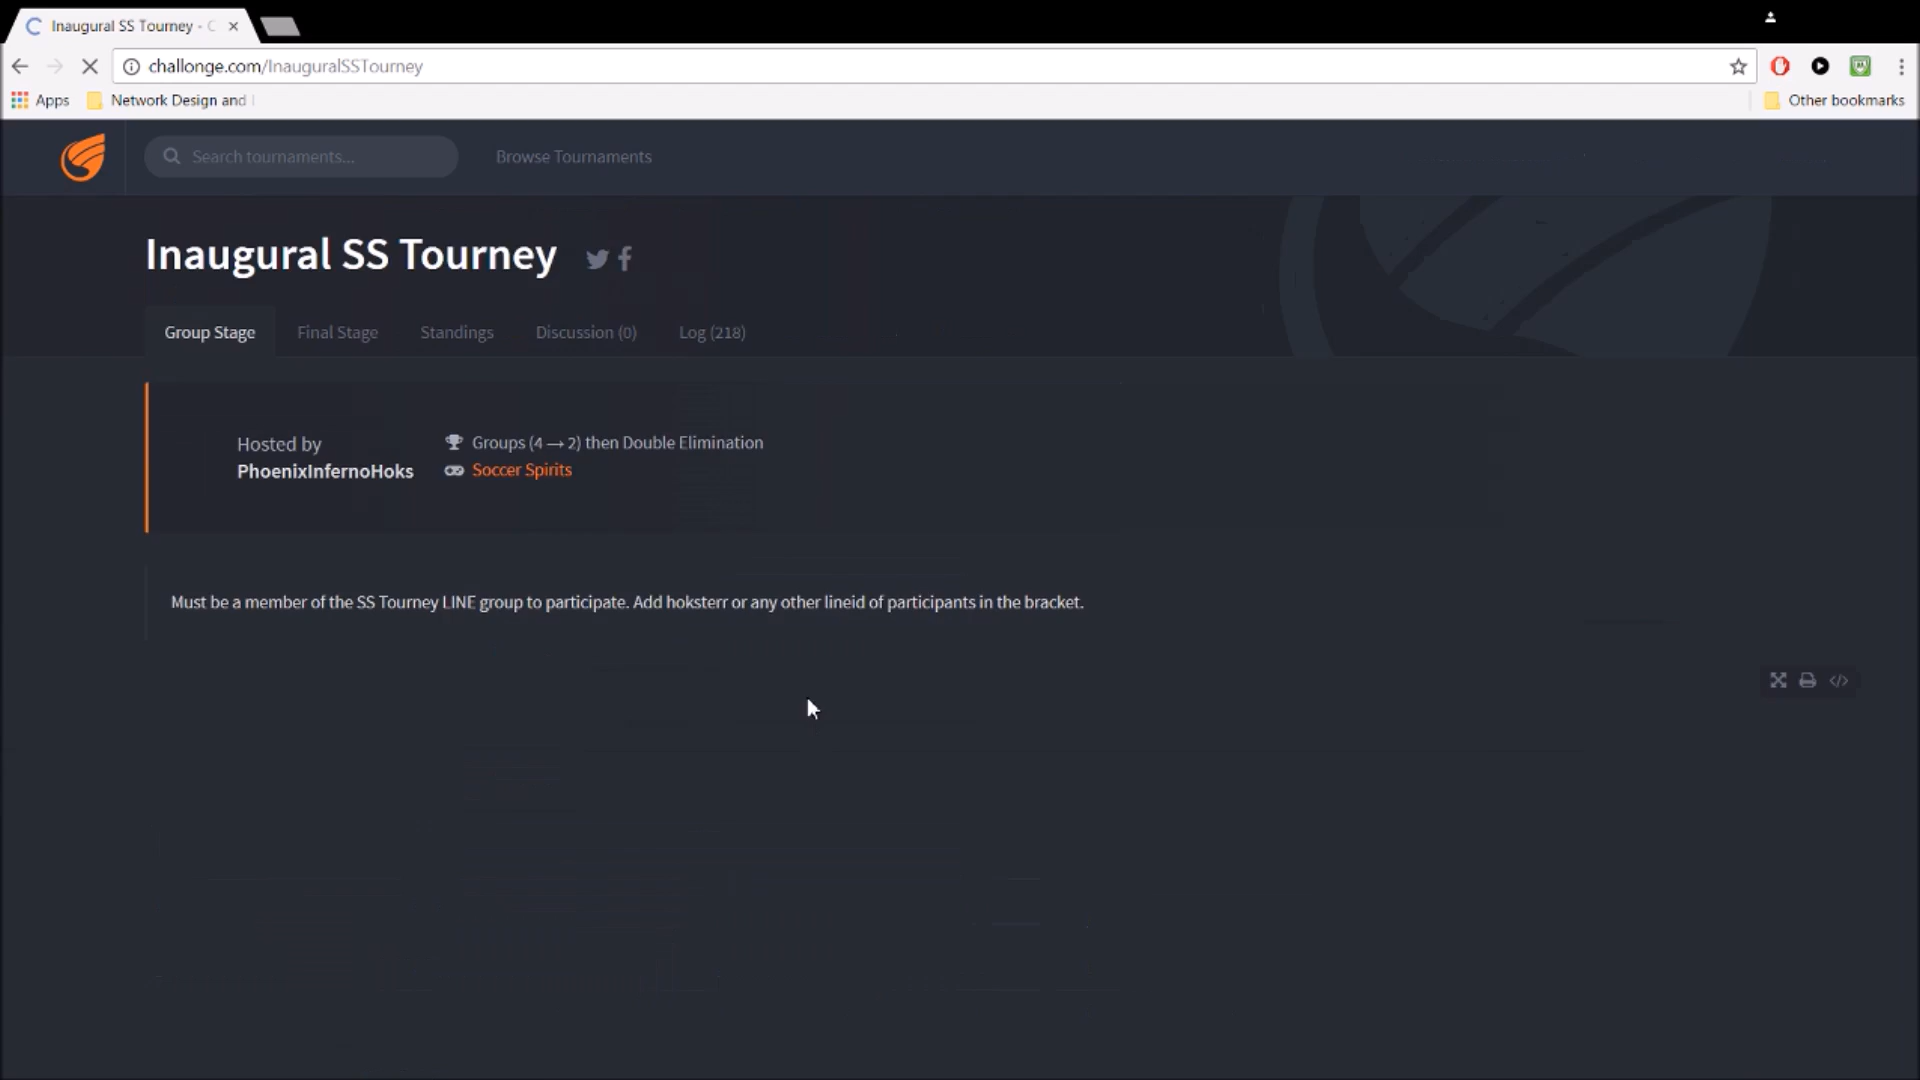 Inaugural SS Tourney - C
challonge.com/InauguralSSTourney
Apps
Network Design and
Other bookmarks
Search tournaments...
Browse Tournaments
Inaugural SS Tourney
Group Stage
Final Stage
Standings
Discussion (0)
Log (218)
Hosted by
PhoenixInfernoHoks
Groups (4 → 2) then Double Elimination
Soccer Spirits
Must be a member of the SS Tourney LINE group to participate. Add hoksterr or any other lineid of participants in the bracket.